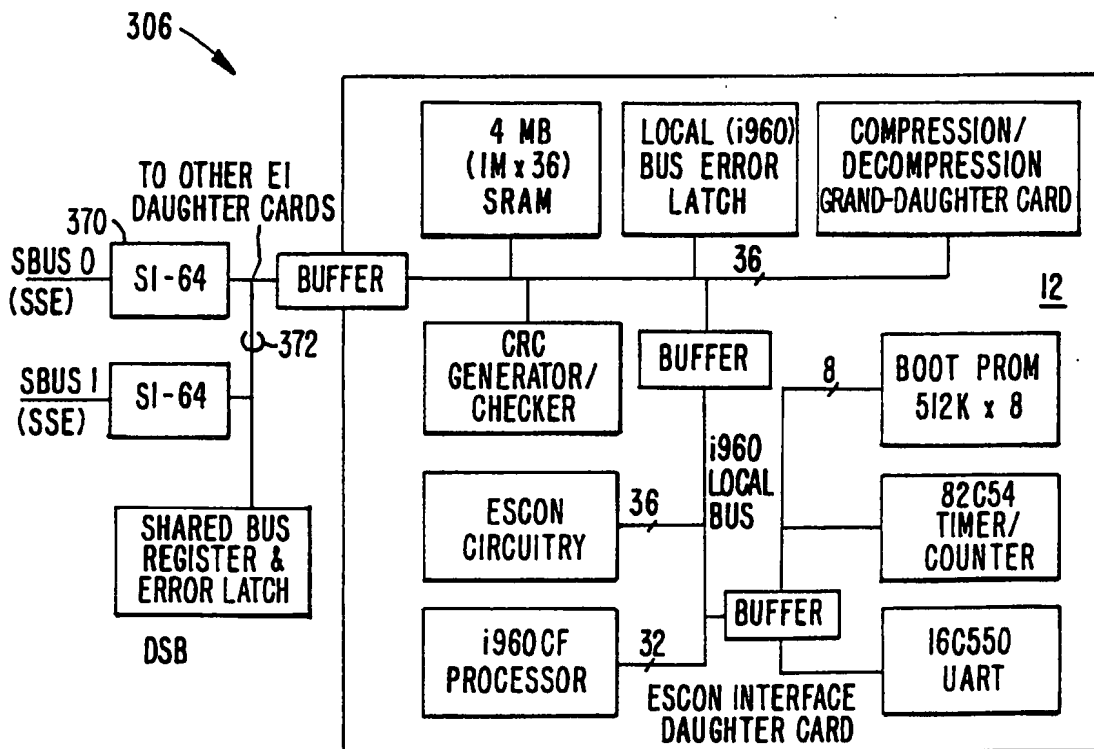 306
4 MB
(1M x 36)
SRAM
LOCAL (i960)
BUS ERROR
LATCH
COMPRESSION/
DECOMPRESSION
GRAND-DAUGHTER CARD
TO OTHER EI
DAUGHTER CARDS
370
SBUS 0
(SSE)
SI-64
BUFFER
36
12
372
CRC
GENERATOR/
CHECKER
BUFFER
8
BOOT PROM
512K x 8
SBUS 1
(SSE)
SI-64
i960
LOCAL
BUS
SHARED BUS
REGISTER &
ERROR LATCH
DSB
ESCON
CIRCUITRY
36
82C54
TIMER/
COUNTER
BUFFER
i960CF
PROCESSOR
32
16C550
UART
ESCON INTERFACE
DAUGHTER CARD